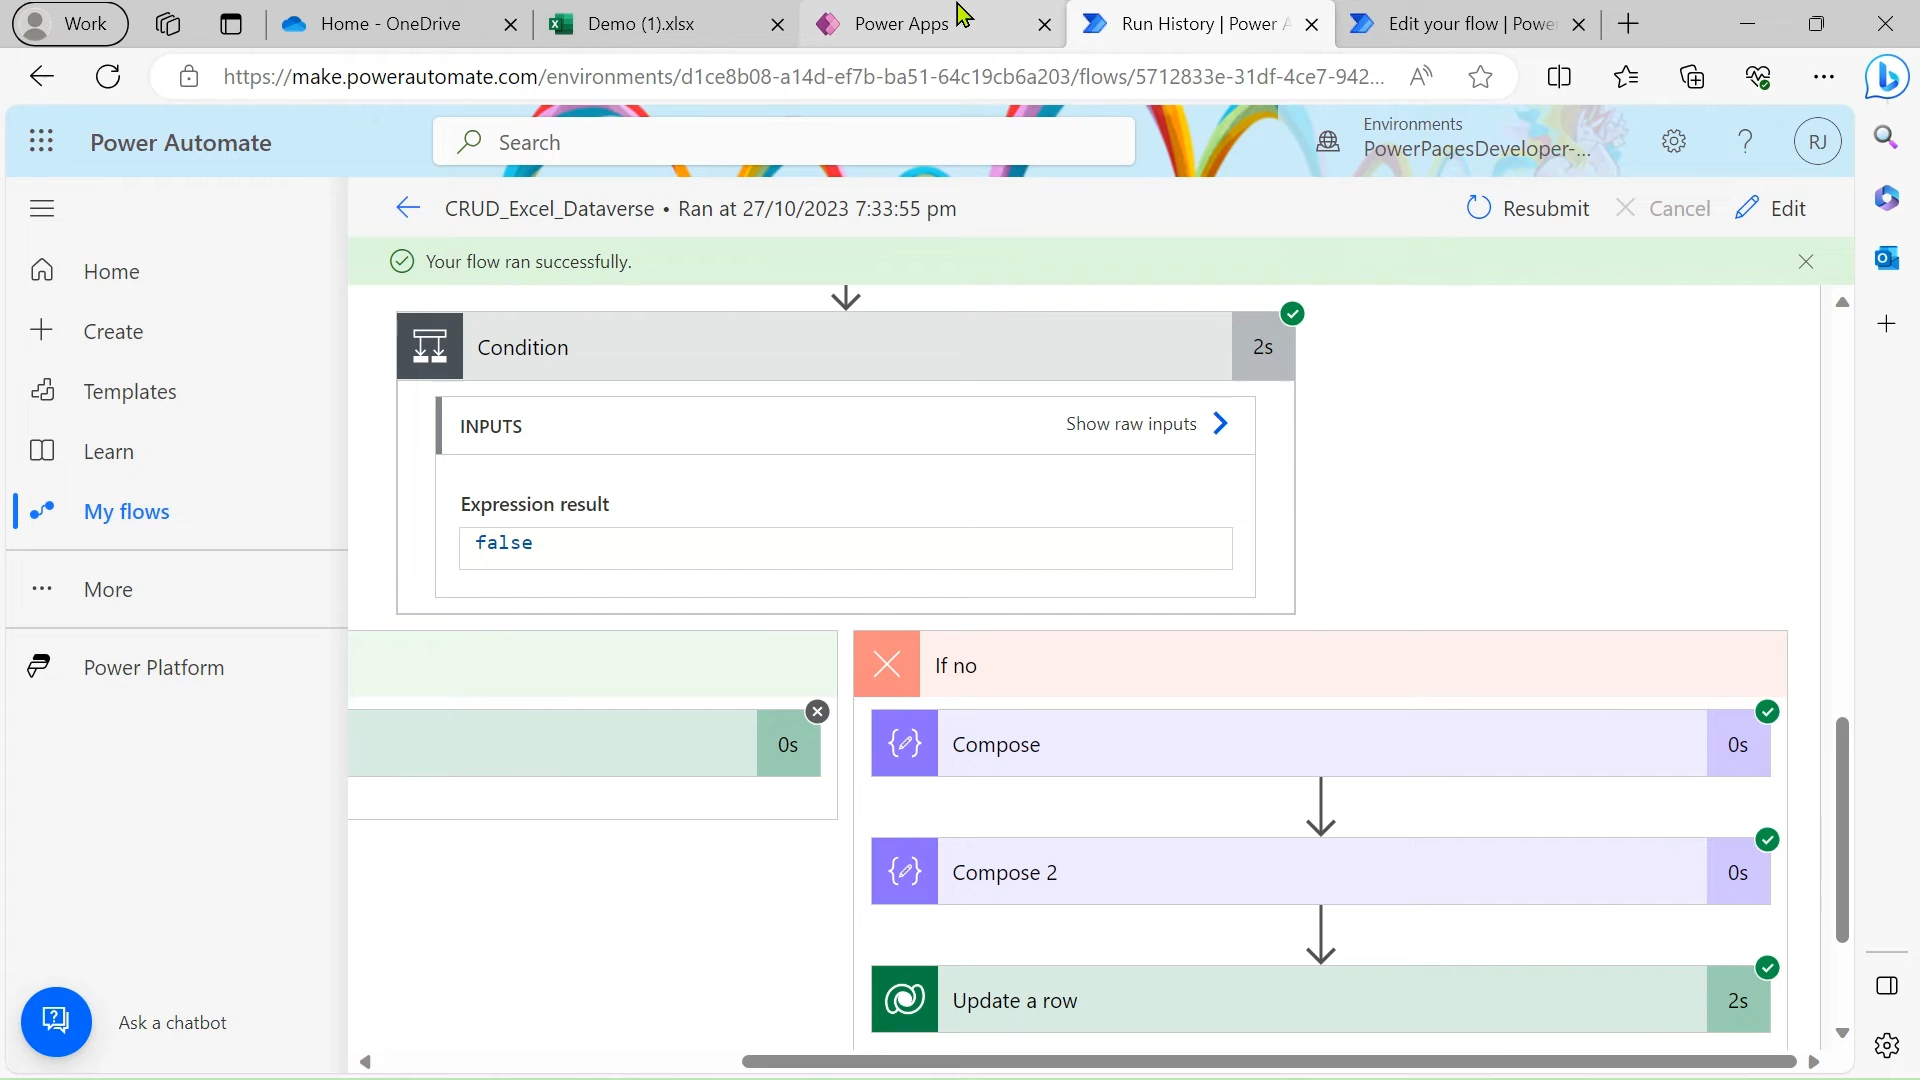 Work
Home - OneDrive
Demo (1).xlsx
Power Apps
Run History | Power A
Edit your flow | Powe
https://make.powerautomate.com/environments/d1ce8b08-a14d-ef7b-ba51-64c19cb6a203/flows/5712833e-31df-4ce7-942...
Power Automate
Search
Environments
PowerPagesDeveloper-...
RJ
CRUD_Excel_Dataverse • Ran at 27/10/2023 7:33:55 pm
Resubmit
Cancel
Edit
Your flow ran successfully.
Home
Create
Templates
Learn
My flows
More
Power Platform
Ask a chatbot
Condition
2s
INPUTS
Show raw inputs
Expression result
false
0s
If no
Compose
0s
Compose 2
0s
Update a row
2s